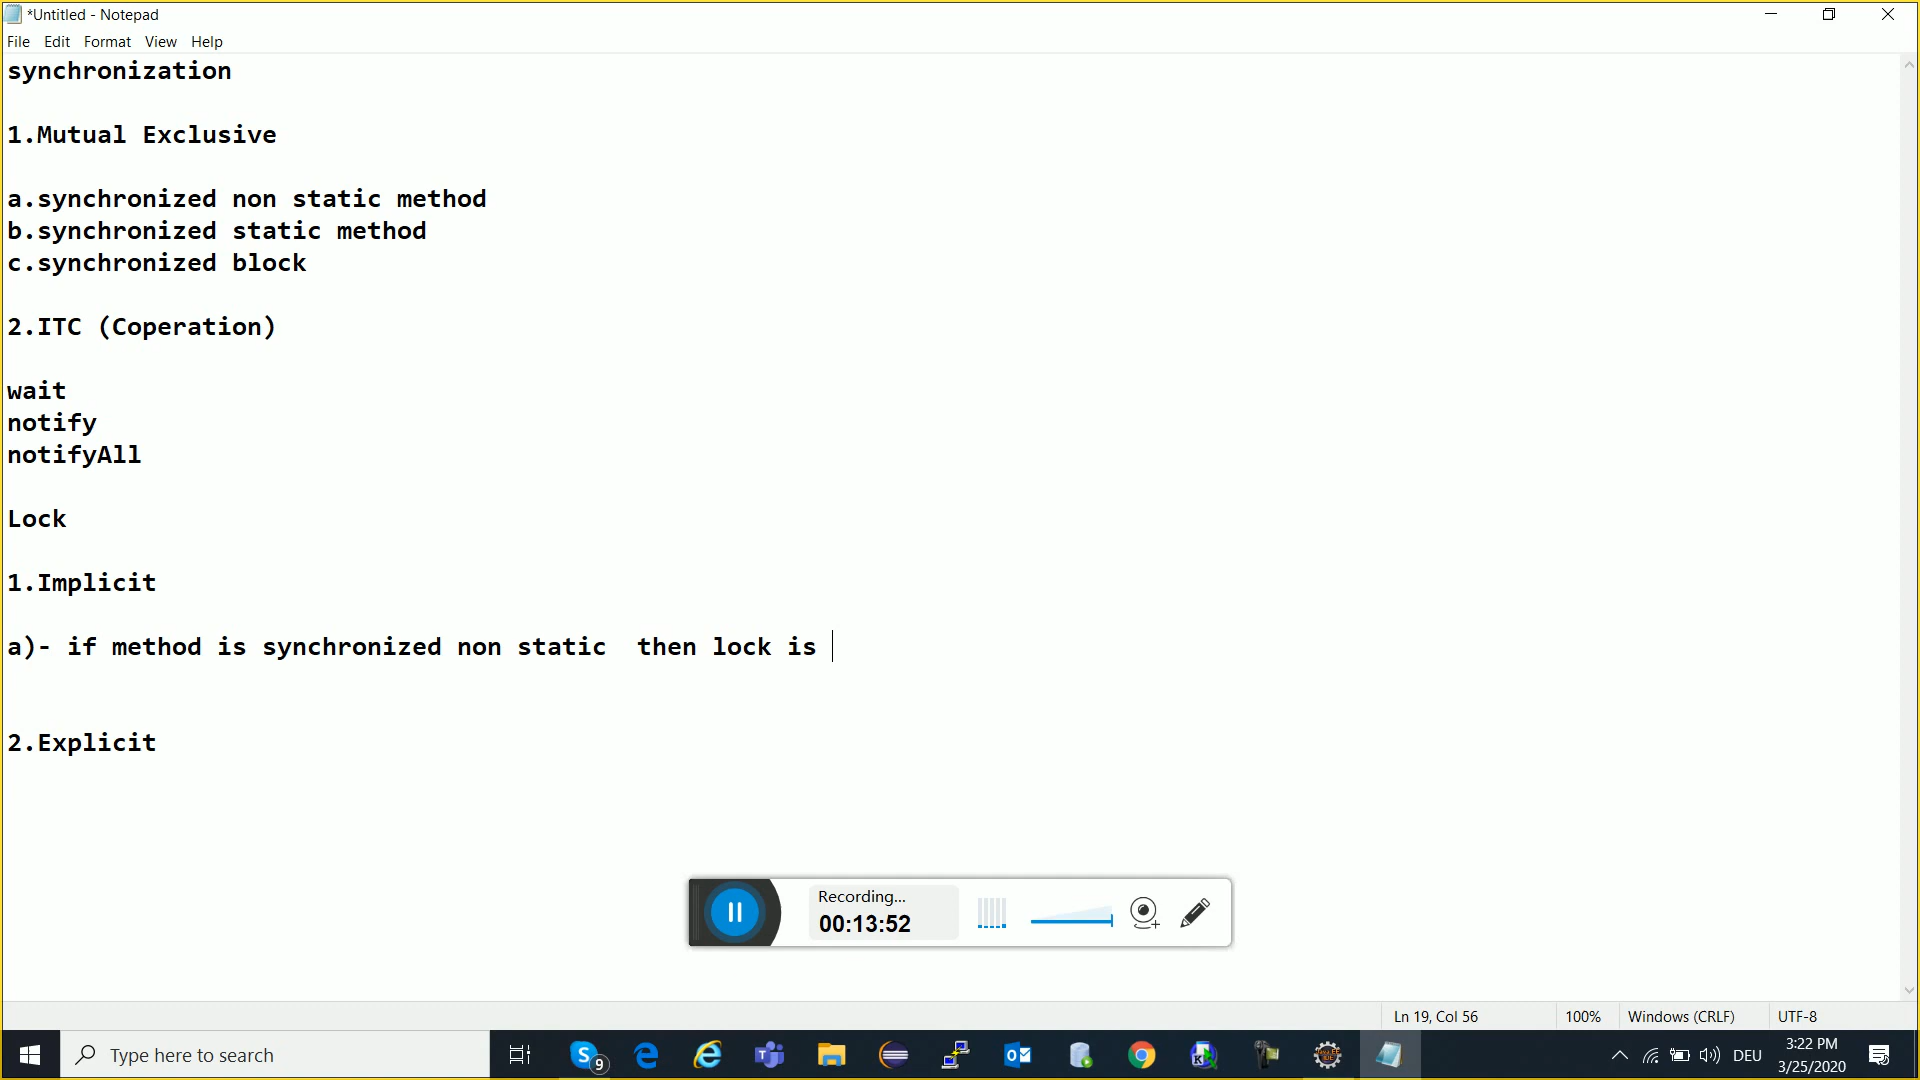 *Untitled - Notepad
File Edit Format View Help
synchronization
1.Mutual Exclusive
a.synchronized non static method
b.synchronized static method
c.synchronized block
2.ITC (Coperation)
wait
notify
notifyAll
Lock
1.Implicit
a)- if method is synchronized non static  then lock is
2.Explicit
Recording...
00:13:52
Ln 19, Col 56 100% Windows (CRLF) UTF-8
Type here to search
9
DEU
3:22 PM
3/25/2020